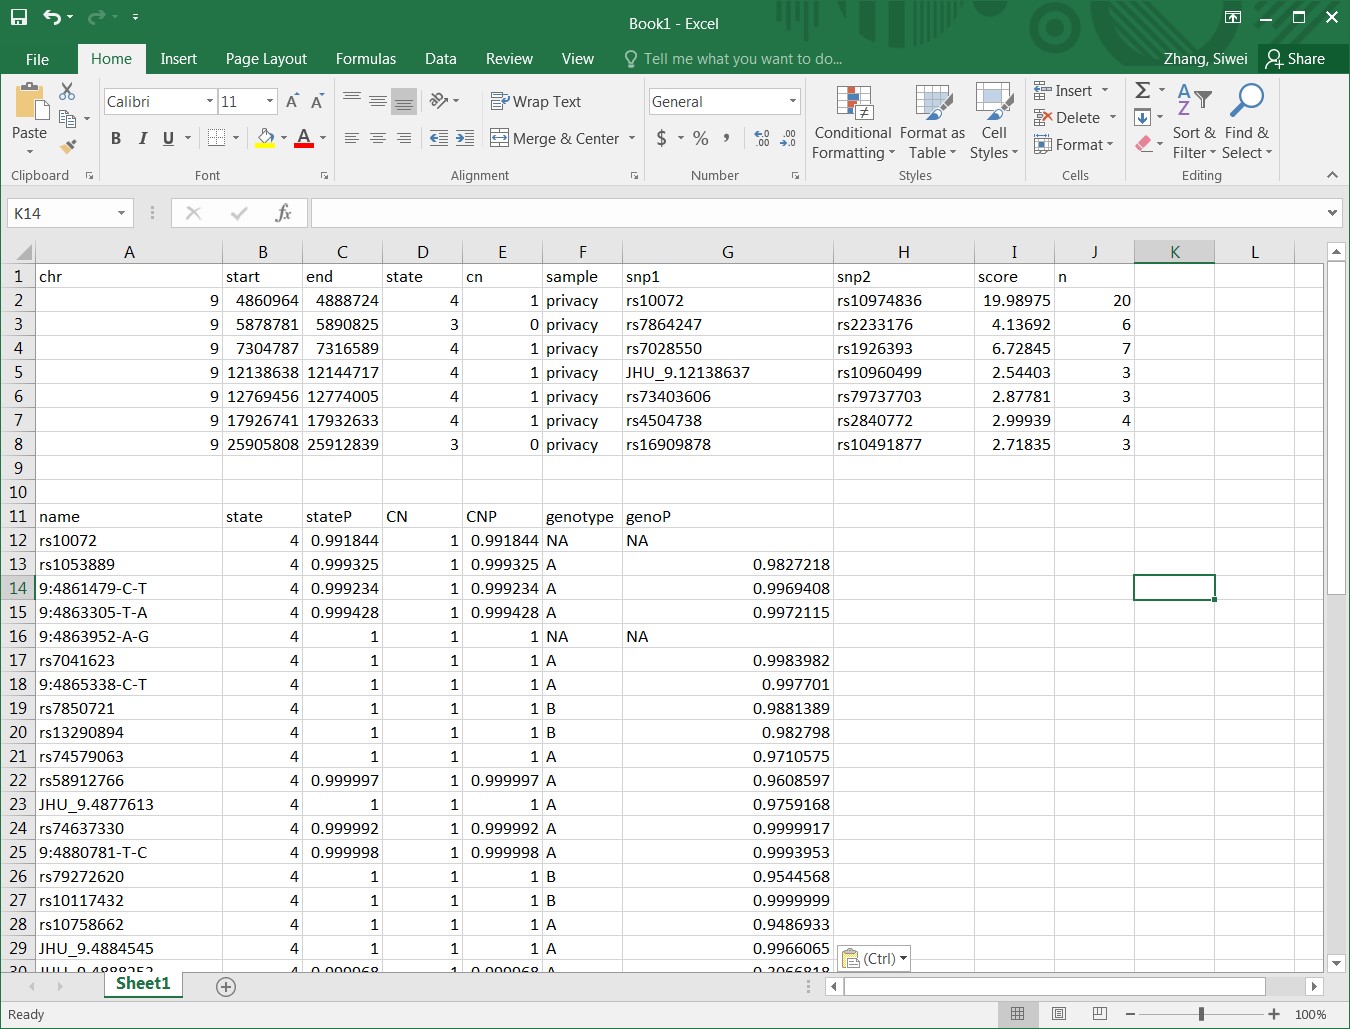 Book1 - Excel
File Home Insert Page Layout Formulas Data Review View Tell me what you want to do... Zhang, Siwei Share
Paste
Clipboard
Calibri 11 A A
B I U A
Font
Wrap Text
Merge & Center
Alignment
General
$ % , .0 .00 .00 .0
Number
Conditional Formatting
Format as Table
Cell Styles
Styles
Insert
Delete
Format
Cells
Sort & Filter
Find & Select
Editing
K14 fx
A B C D E F G H I J K L
1 chr start end state cn sample snp1 snp2 score n
2 9 4860964 4888724 4 1 privacy rs10072 rs10974836 19.98975 20
3 9 5878781 5890825 3 0 privacy rs7864247 rs2233176 4.13692 6
4 9 7304787 7316589 4 1 privacy rs7028550 rs1926393 6.72845 7
5 9 12138638 12144717 4 1 privacy JHU_9.12138637 rs10960499 2.54403 3
6 9 12769456 12774005 4 1 privacy rs73403606 rs79737703 2.87781 3
7 9 17926741 17932633 4 1 privacy rs4504738 rs2840772 2.99939 4
8 9 25905808 25912839 3 0 privacy rs16909878 rs10491877 2.71835 3
9
10
11 name state stateP CN CNP genotype genoP
12 rs10072 4 0.991844 1 0.991844 NA NA
13 rs1053889 4 0.999325 1 0.999325 A 0.9827218
14 9:4861479-C-T 4 0.999234 1 0.999234 A 0.9969408
15 9:4863305-T-A 4 0.999428 1 0.999428 A 0.9972115
16 9:4863952-A-G 4 1 1 1 NA NA
17 rs7041623 4 1 1 1 A 0.9983982
18 9:4865338-C-T 4 1 1 1 A 0.997701
19 rs7850721 4 1 1 1 B 0.9881389
20 rs13290894 4 1 1 1 B 0.982798
21 rs74579063 4 1 1 1 A 0.9710575
22 rs58912766 4 0.999997 1 0.999997 A 0.9608597
23 JHU_9.4877613 4 1 1 1 A 0.9759168
24 rs74637330 4 0.999992 1 0.999992 A 0.9999917
25 9:4880781-T-C 4 0.999998 1 0.999998 A 0.9993953
26 rs79272620 4 1 1 1 B 0.9544568
27 rs10117432 4 1 1 1 B 0.9999999
28 rs10758662 4 1 1 1 A 0.9486933
29 JHU_9.4884545 4 1 1 1 A 0.9966065
(Ctrl)
Sheet1
Ready 100%